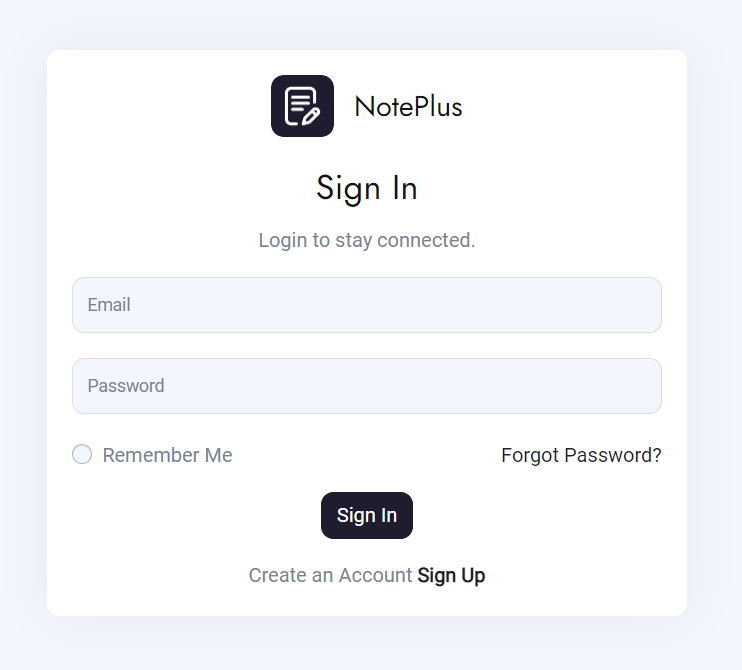 NotePlus
Sign In
Login to stay connected.
Email
Password
Remember Me
Forgot Password?
Sign In
Create an Account Sign Up